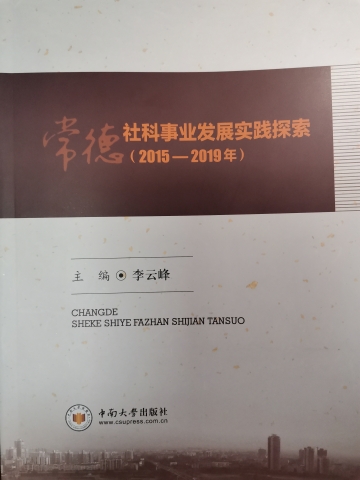 常德 社科事业发展实践探索
(2015—2019年)
主 编 李云峰
CHANGDE
SHEKE SHIYE FAZHAN SHIJIAN TANSUO
中南大学出版社
www.csupress.com.cn